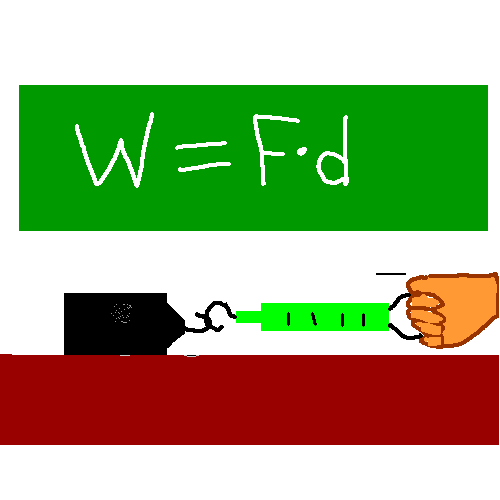 W = F·d